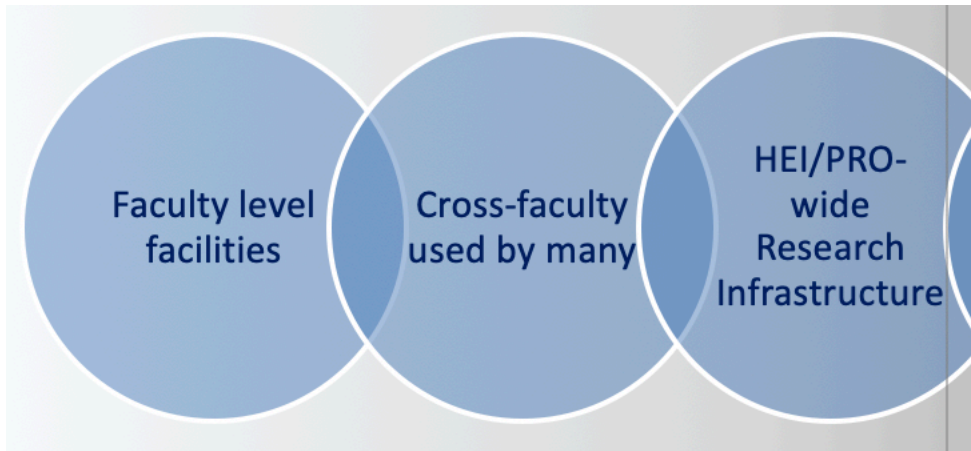 Faculty level
facilities
Cross-faculty
used by many
HEI/PRO-
wide
Research
Infrastructure